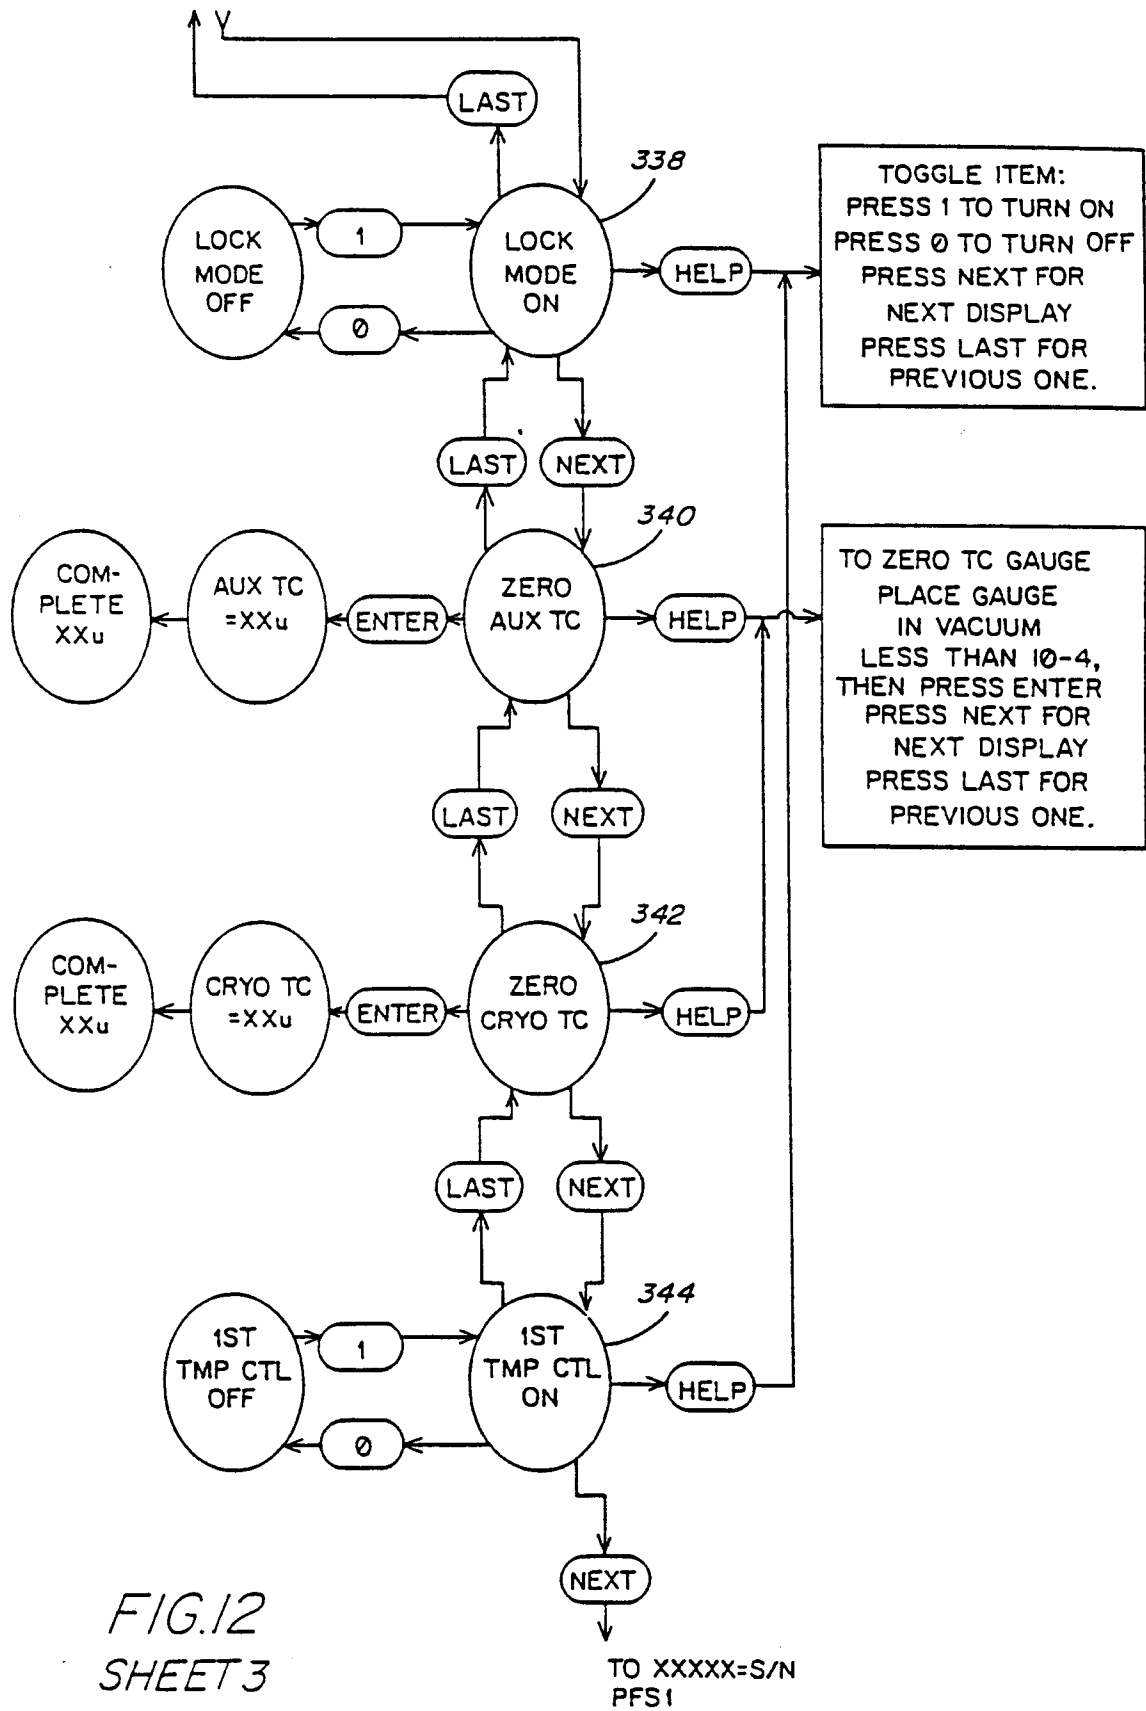 LAST
338
LOCK
MODE
OFF
1
0
LOCK
MODE
ON
HELP
TOGGLE ITEM:
PRESS 1 TO TURN ON
PRESS 0 TO TURN OFF
PRESS NEXT FOR
NEXT DISPLAY
PRESS LAST FOR
PREVIOUS ONE.
LAST
NEXT
340
COM-
PLETE
XXu
AUX TC
=XXu
ENTER
ZERO
AUX TC
HELP
TO ZERO TC GAUGE
PLACE GAUGE
IN VACUUM
LESS THAN 10-4,
THEN PRESS ENTER
PRESS NEXT FOR
NEXT DISPLAY
PRESS LAST FOR
PREVIOUS ONE.
LAST
NEXT
342
COM-
PLETE
XXu
CRYO TC
=XXu
ENTER
ZERO
CRYO TC
HELP
LAST
NEXT
344
1ST
TMP CTL
OFF
1
0
1ST
TMP CTL
ON
HELP
NEXT
TO XXXXX=S/N
PFS1
FIG.12
SHEET 3